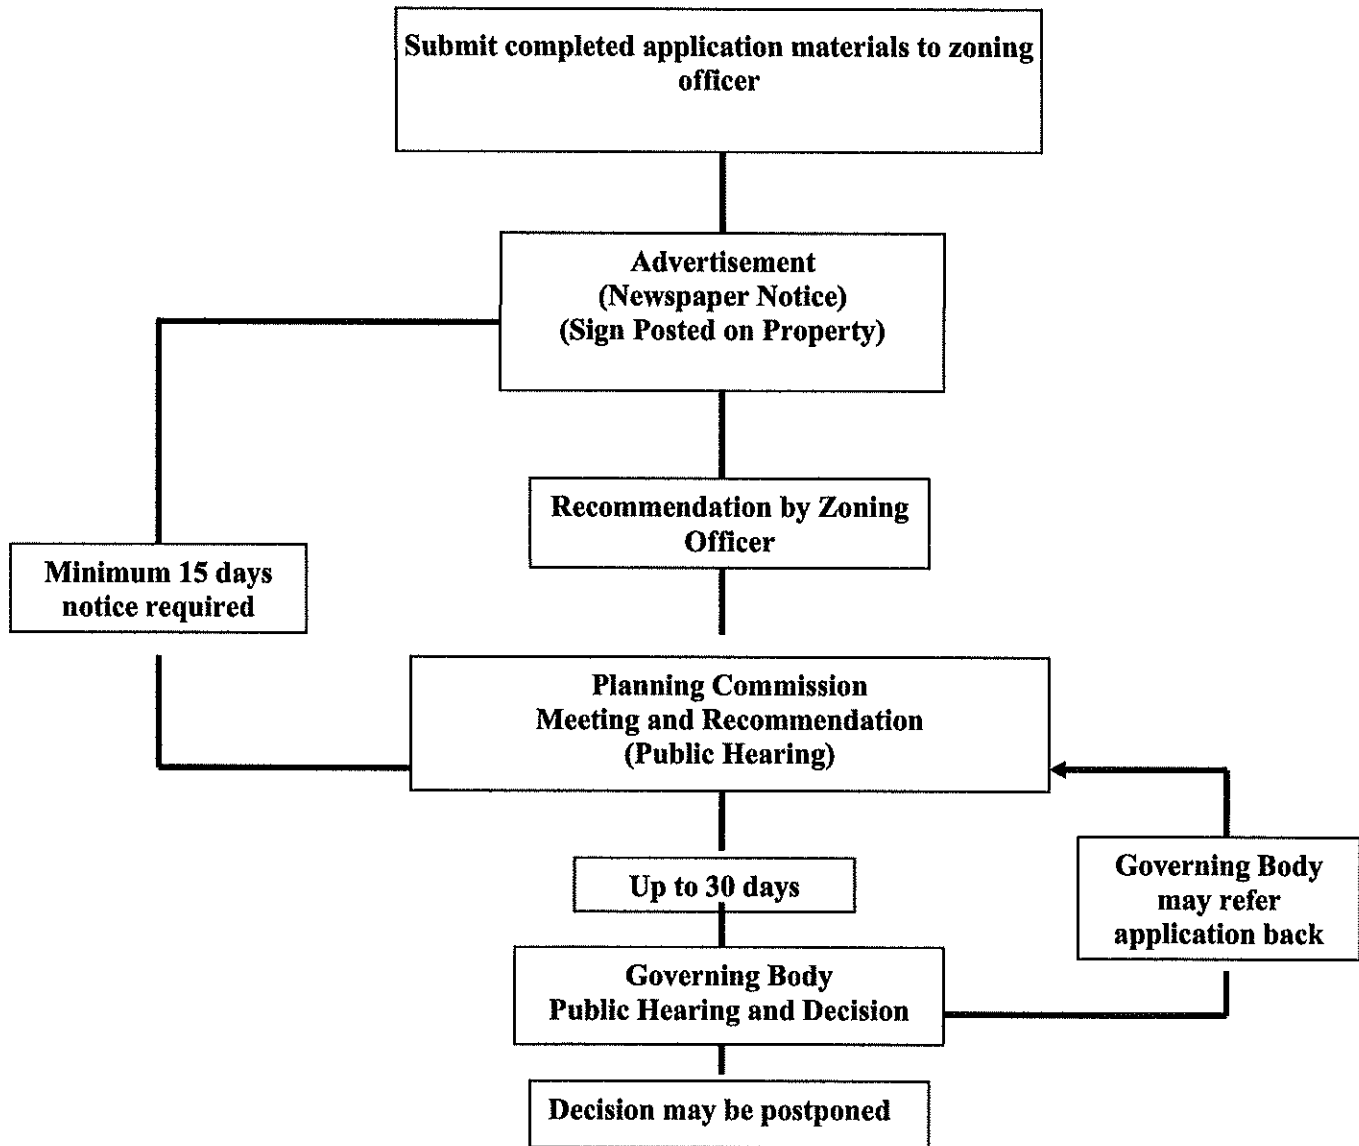 Submit completed application materials to zoning
officer
Advertisement
(Newspaper Notice)
(Sign Posted on Property)
Recommendation by Zoning
Officer
Minimum 15 days
notice required
Planning Commission
Meeting and Recommendation
(Public Hearing)
Up to 30 days
Governing Body
may refer
application back
Governing Body
Public Hearing and Decision
Decision may be postponed